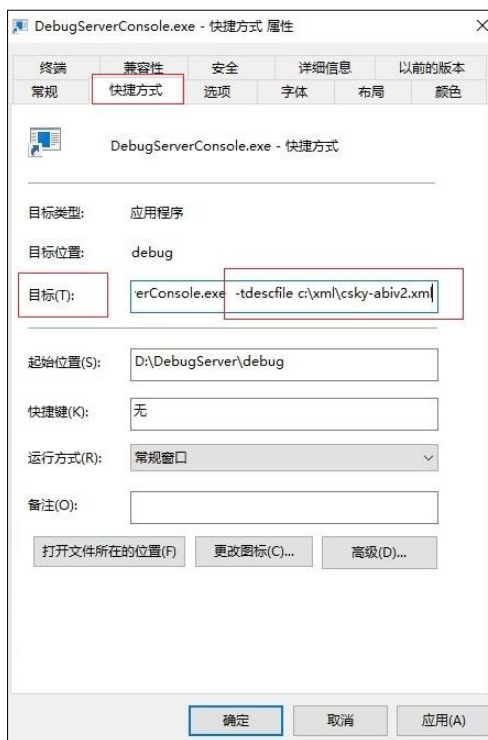 DebugServerConsole.exe - 快捷方式 属性
终端 兼容性 安全 详细信息 以前的版本
常规 快捷方式 选项 字体 布局 颜色
DebugServerConsole.exe - 快捷方式
目标类型: 应用程序
目标位置: debug
目标(T): erConsole.exe -tdescfile c:\xml\csky-abiv2.xml
起始位置(S): D:\DebugServer\debug
快捷键(K): 无
运行方式(R): 常规窗口
备注(O):
打开文件所在的位置(F) 更改图标(C)... 高级(D)...
确定 取消 应用(A)